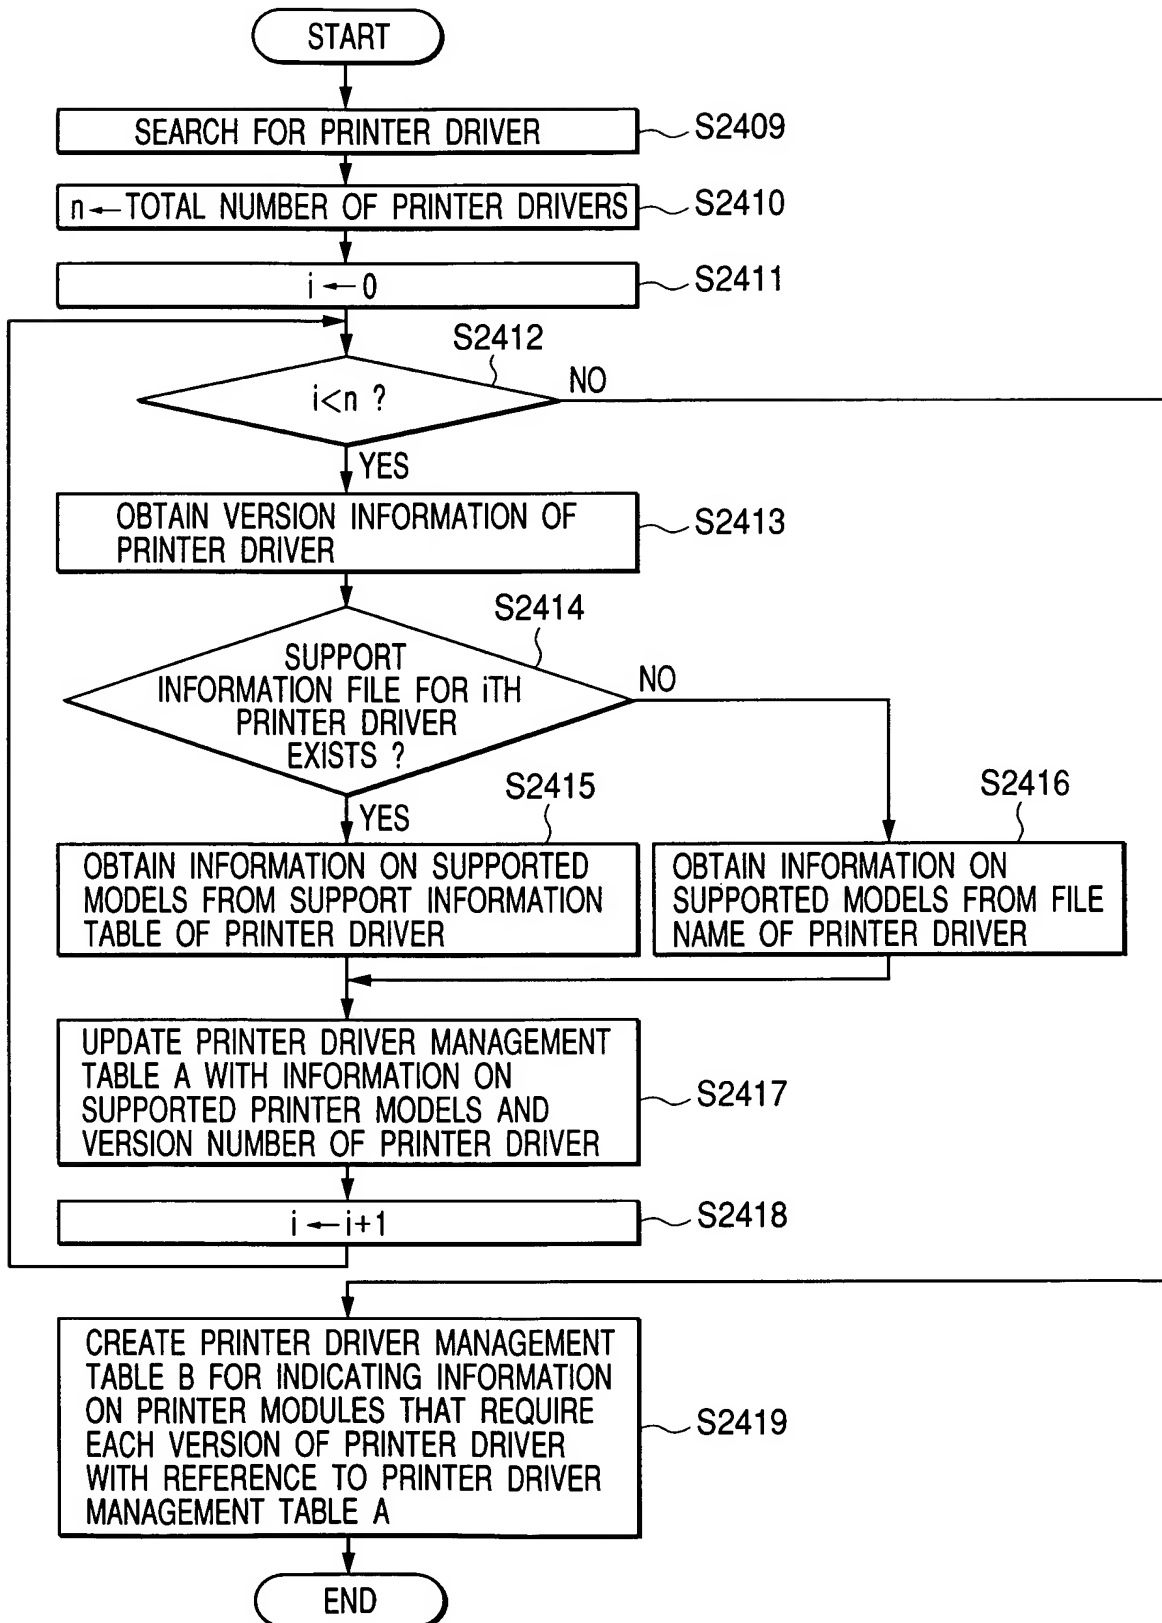 START
SEARCH FOR PRINTER DRIVER
S2409
n←TOTAL NUMBER OF PRINTER DRIVERS
S2410
i ← 0
S2411
S2412
i<n ?
NO
YES
OBTAIN VERSION INFORMATION OF
PRINTER DRIVER
S2413
S2414
SUPPORT
INFORMATION FILE FOR iTH
PRINTER DRIVER
EXISTS ?
NO
YES
S2415
OBTAIN INFORMATION ON SUPPORTED
MODELS FROM SUPPORT INFORMATION
TABLE OF PRINTER DRIVER
S2416
OBTAIN INFORMATION ON
SUPPORTED MODELS FROM FILE
NAME OF PRINTER DRIVER
UPDATE PRINTER DRIVER MANAGEMENT
TABLE A WITH INFORMATION ON
SUPPORTED PRINTER MODELS AND
VERSION NUMBER OF PRINTER DRIVER
S2417
i ← i+1
S2418
CREATE PRINTER DRIVER MANAGEMENT
TABLE B FOR INDICATING INFORMATION
ON PRINTER MODULES THAT REQUIRE
EACH VERSION OF PRINTER DRIVER
WITH REFERENCE TO PRINTER DRIVER
MANAGEMENT TABLE A
S2419
END